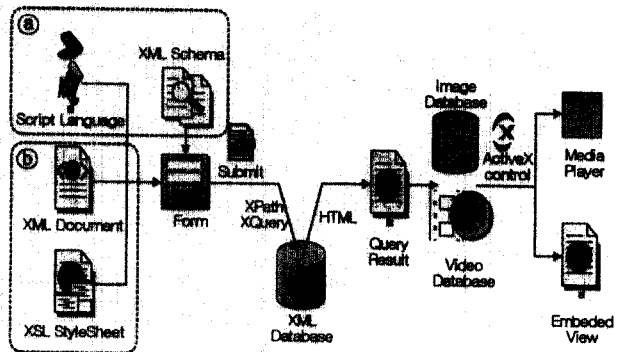 a
XML Schema
Script Language
b
XML Document
XSL StyleSheet
Form
Submit
XPath
XQuery
HTML
XML
Database
Query
Result
Image
Database
Video
Database
ActiveX
control
Media
Player
Embeded
View